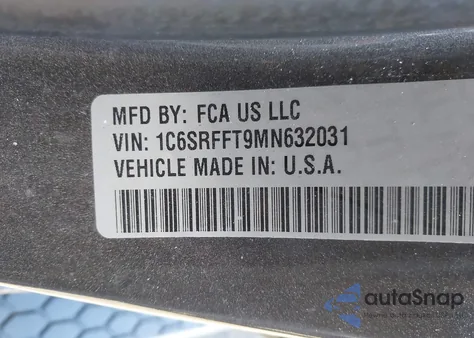 MFD BY: FCA US LLC
VIN: 1C6SRFFT9MN632031
VEHICLE MADE IN: U.S.A.
autoSnap